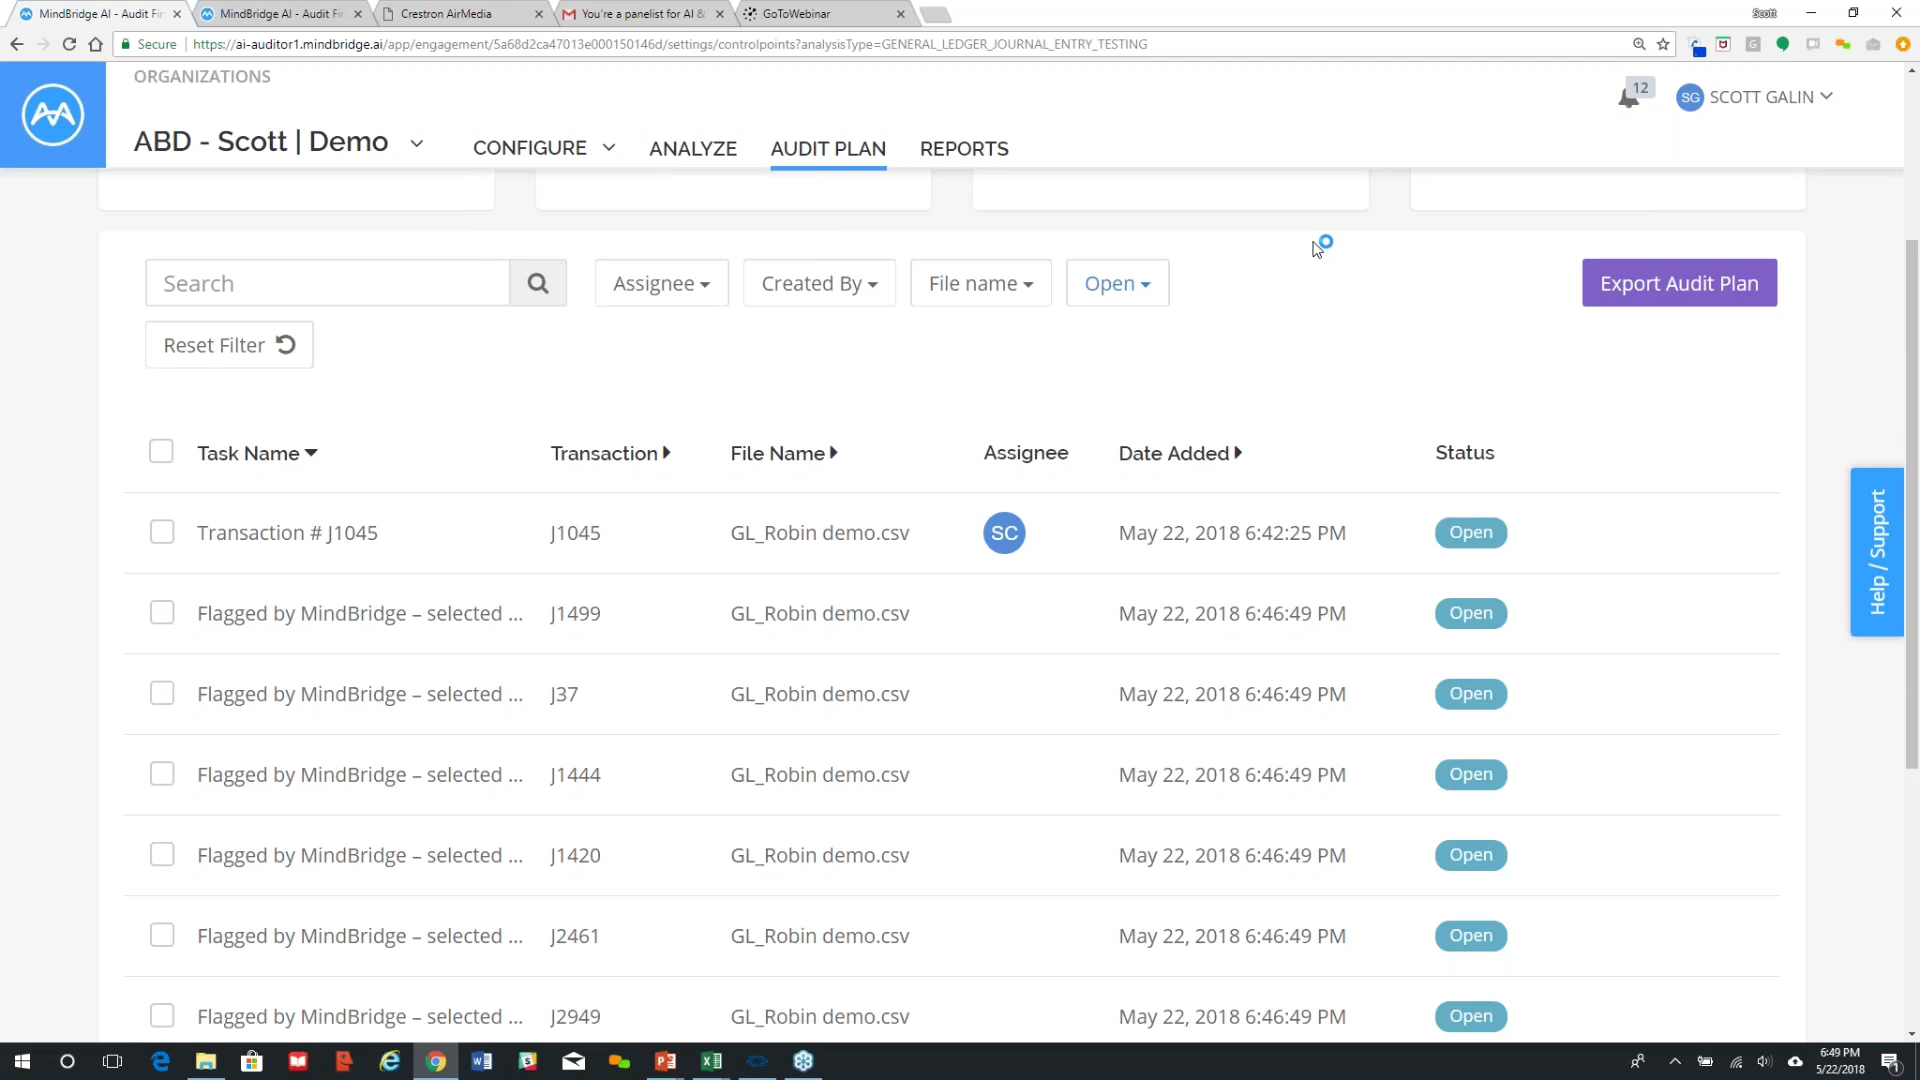 MindBridge AI - Audit Fir
MindBridge AI - Audit Fir
Crestron AirMedia
You're a panelist for AI &
GoToWebinar
Scott
Secure
https://ai-auditor1.mindbridge.ai/app/engagement/5a68d2ca47013e000150146d/settings/controlpoints?analysisType=GENERAL_LEDGER_JOURNAL_ENTRY_TESTING
ORGANIZATIONS
12
SG SCOTT GALIN
ABD - Scott | Demo
CONFIGURE
ANALYZE
AUDIT PLAN
REPORTS
Search
Assignee
Created By
File name
Open
Export Audit Plan
Reset Filter
Task Name Transaction File Name Assignee Date Added Status
Transaction # J1045 J1045 GL_Robin demo.csv SC May 22, 2018 6:42:25 PM Open
Flagged by MindBridge – selected ... J1499 GL_Robin demo.csv May 22, 2018 6:46:49 PM Open
Flagged by MindBridge – selected ... J37 GL_Robin demo.csv May 22, 2018 6:46:49 PM Open
Flagged by MindBridge – selected ... J1444 GL_Robin demo.csv May 22, 2018 6:46:49 PM Open
Flagged by MindBridge – selected ... J1420 GL_Robin demo.csv May 22, 2018 6:46:49 PM Open
Flagged by MindBridge – selected ... J2461 GL_Robin demo.csv May 22, 2018 6:46:49 PM Open
Flagged by MindBridge – selected ... J2949 GL_Robin demo.csv May 22, 2018 6:46:49 PM Open
Help / Support
6:49 PM
5/22/2018
1